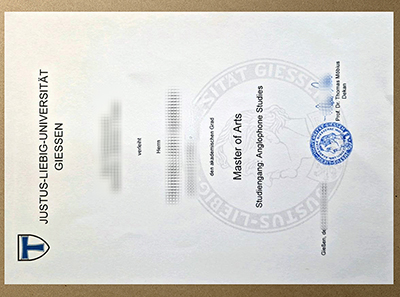 JUSTUS-LIEBIG-UNIVERSITÄT
GIESSEN
verleiht
Herrn
den akademischen Grad
Master of Arts
Studiengang: Anglophone Studies
Gießen, de
Prof. Dr. Thomas Möbius
Dekan